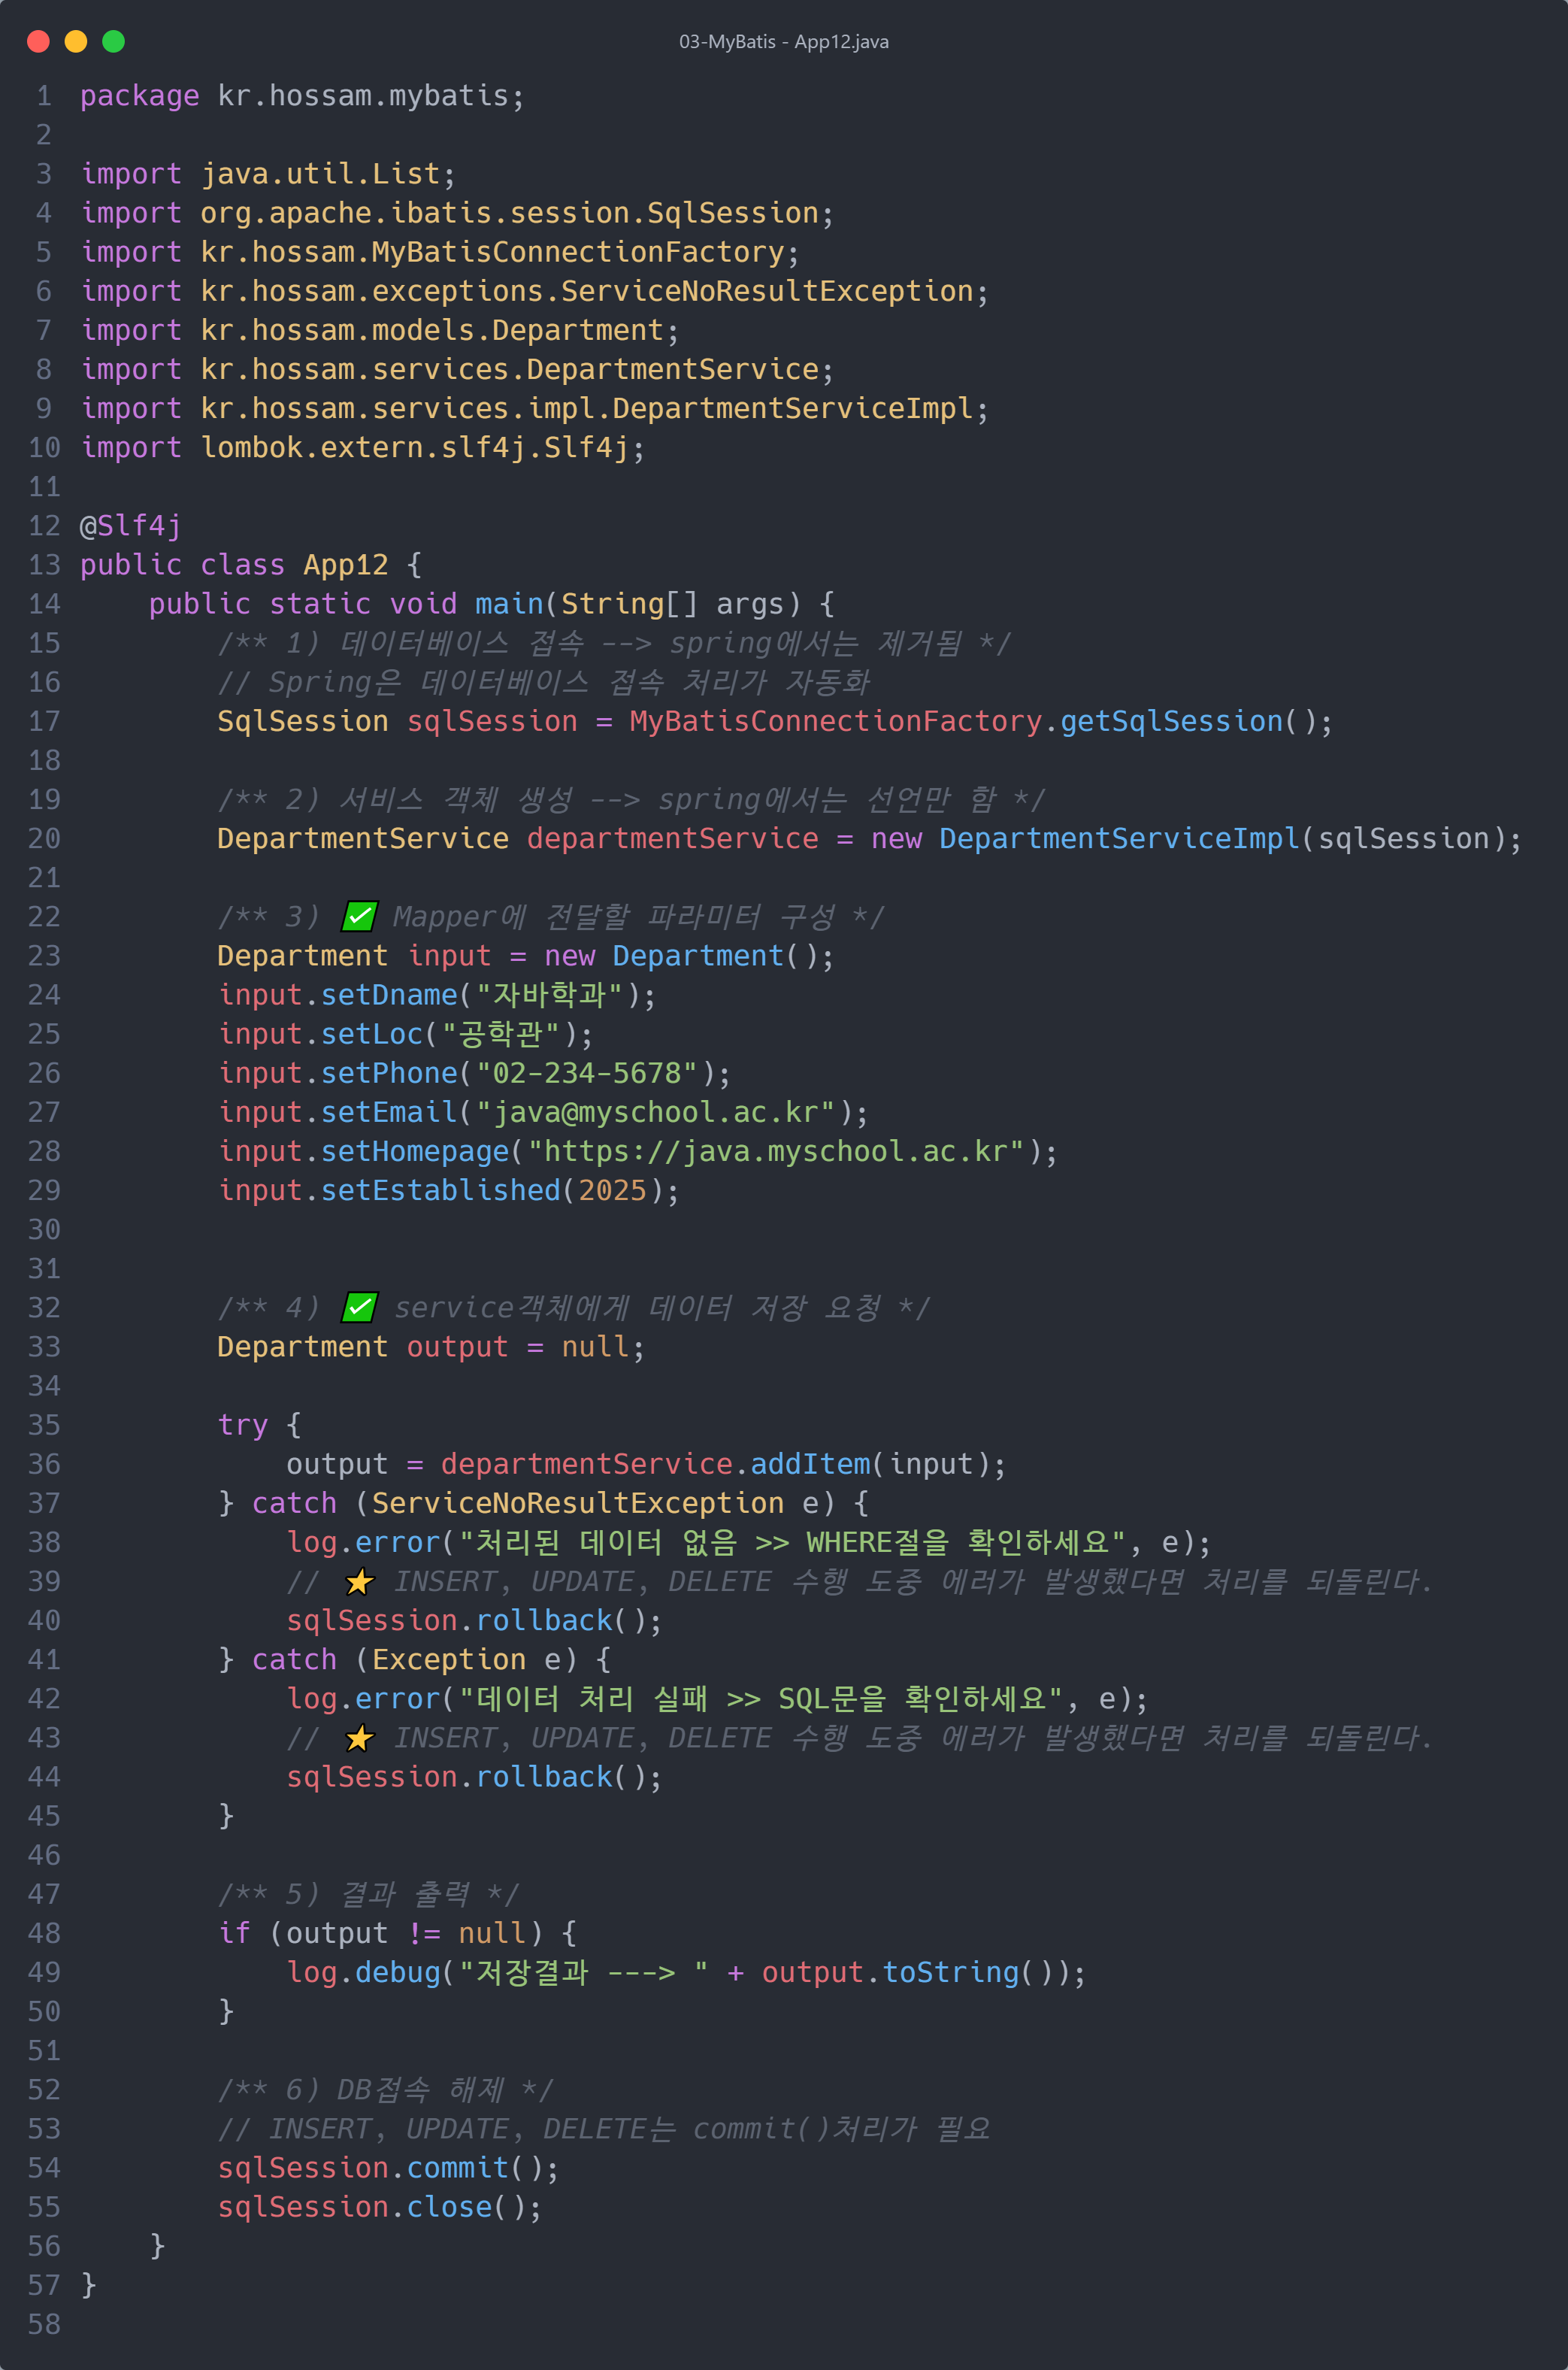 03-MyBatis - App12.java
1 package kr.hossam.mybatis;
2
3 import java.util.List;
4 import org.apache.ibatis.session.SqlSession;
5 import kr.hossam.MyBatisConnectionFactory;
6 import kr.hossam.exceptions.ServiceNoResultException;
7 import kr.hossam.models.Department;
8 import kr.hossam.services.DepartmentService;
9 import kr.hossam.services.impl.DepartmentServiceImpl;
10 import lombok.extern.slf4j.Slf4j;
11
12 @Slf4j
13 public class App12 {
14     public static void main(String[] args) {
15         /** 1) 데이터베이스 접속 --> spring에서는 제거됨 */
16         // Spring은 데이터베이스 접속 처리가 자동화
17         SqlSession sqlSession = MyBatisConnectionFactory.getSqlSession();
18
19         /** 2) 서비스 객체 생성 --> spring에서는 선언만 함 */
20         DepartmentService departmentService = new DepartmentServiceImpl(sqlSession);
21
22         /** 3) ✅ Mapper에 전달할 파라미터 구성 */
23         Department input = new Department();
24         input.setDname("자바학과");
25         input.setLoc("공학관");
26         input.setPhone("02-234-5678");
27         input.setEmail("java@myschool.ac.kr");
28         input.setHomepage("https://java.myschool.ac.kr");
29         input.setEstablished(2025);
30
31
32         /** 4) ✅ service객체에게 데이터 저장 요청 */
33         Department output = null;
34
35         try {
36             output = departmentService.addItem(input);
37         } catch (ServiceNoResultException e) {
38             log.error("처리된 데이터 없음 >> WHERE절을 확인하세요", e);
39             // ⭐ INSERT, UPDATE, DELETE 수행 도중 에러가 발생했다면 처리를 되돌린다.
40             sqlSession.rollback();
41         } catch (Exception e) {
42             log.error("데이터 처리 실패 >> SQL문을 확인하세요", e);
43             // ⭐ INSERT, UPDATE, DELETE 수행 도중 에러가 발생했다면 처리를 되돌린다.
44             sqlSession.rollback();
45         }
46
47         /** 5) 결과 출력 */
48         if (output != null) {
49             log.debug("저장결과 ---> " + output.toString());
50         }
51
52         /** 6) DB접속 해제 */
53         // INSERT, UPDATE, DELETE는 commit()처리가 필요
54         sqlSession.commit();
55         sqlSession.close();
56     }
57 }
58